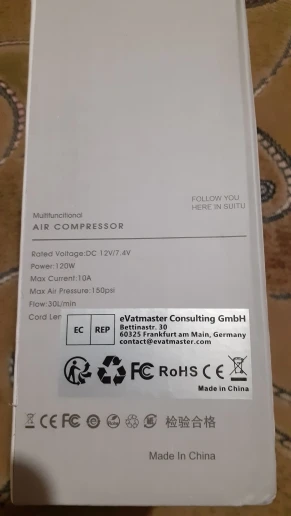 FOLLOW YOU
HERE IN SUITU
Multifunctional
AIR COMPRESSOR
Rated Voltage:DC 12V/7.4V
Power:120W
Max Current:10A
Max Air Pressure:150psi
Flow:30L/min
Cord Len
EC REP
eVatmaster Consulting GmbH
Bettinastr. 30
60325 Frankfurt am Main, Germany
contact@evatmaster.com
FC RoHS CE
Made in China
CE FC 检验合格
Made in China